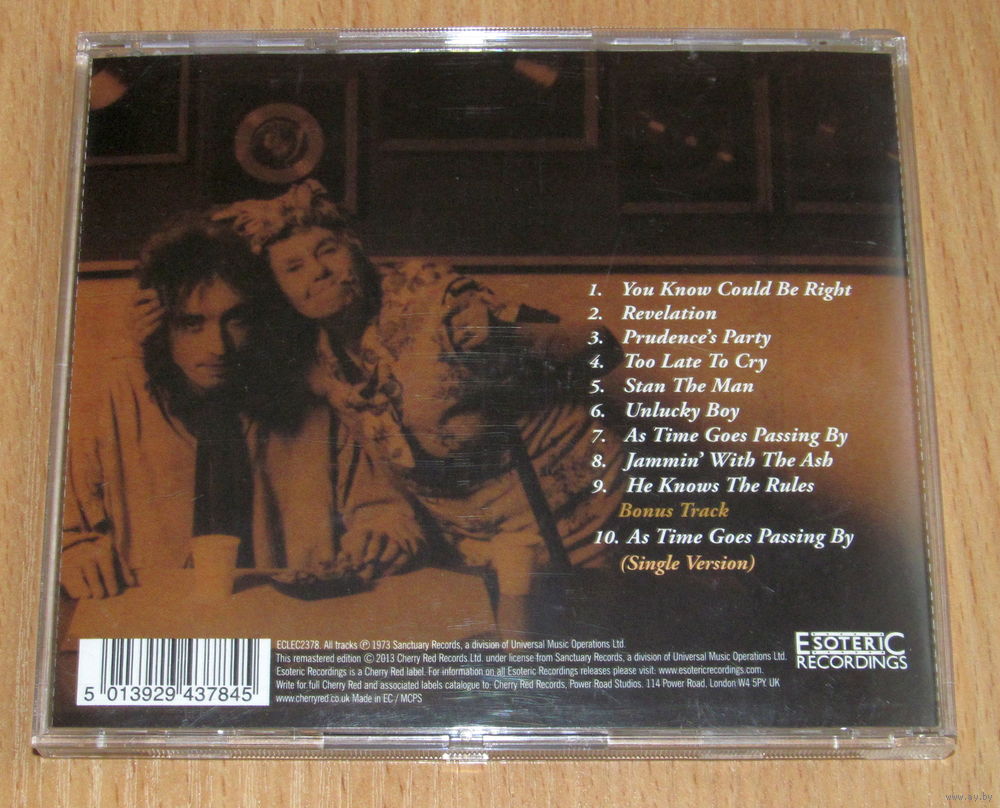 1. You Know Could Be Right
2. Revelation
3. Prudence's Party
4. Too Late To Cry
5. Stan The Man
6. Unlucky Boy
7. As Time Goes Passing By
8. Jammin' With The Ash
9. He Knows The Rules
Bonus Track
10. As Time Goes Passing By
(Single Version)
ECLEC2378. All tracks Ⓟ 1973 Sanctuary Records, a division of Universal Music Operations Ltd.
This remastered edition © 2013 Cherry Red Records Ltd. under license from Sanctuary Records, a division of Universal Music Operations Ltd.
Esoteric Recordings is a Cherry Red label. For information on all Esoteric Recordings releases please visit: www.esotericrecordings.com.
Write for full Cherry Red and associated labels catalogue to: Cherry Red Records, Power Road Studios. 114 Power Road, London W4 5PY. UK
www.cherryred.co.uk Made in EC / MCPS
5 013929 437845
ESOTERIC
RECORDINGS
www.ay.by